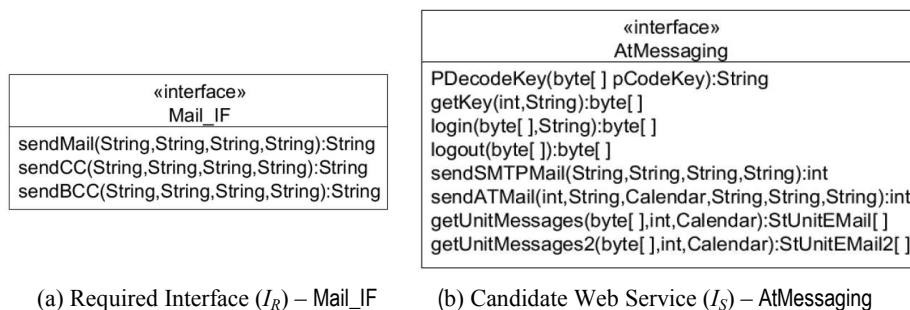 «interface»
Mail_IF
sendMail(String,String,String,String):String
sendCC(String,String,String,String):String
sendBCC(String,String,String,String):String
(a) Required Interface (I_R) – Mail_IF
«interface»
AtMessaging
PDecodeKey(byte[ ] pCodeKey):String
getKey(int,String):byte[ ]
login(byte[ ],String):byte[ ]
logout(byte[ ]):byte[ ]
sendSMTPMail(String,String,String,String):int
sendATMail(int,String,Calendar,String,String,String):int
getUnitMessages(byte[ ],int,Calendar):StUnitEMail[ ]
getUnitMessages2(byte[ ],int,Calendar):StUnitEMail2[ ]
(b) Candidate Web Service (I_S) – AtMessaging